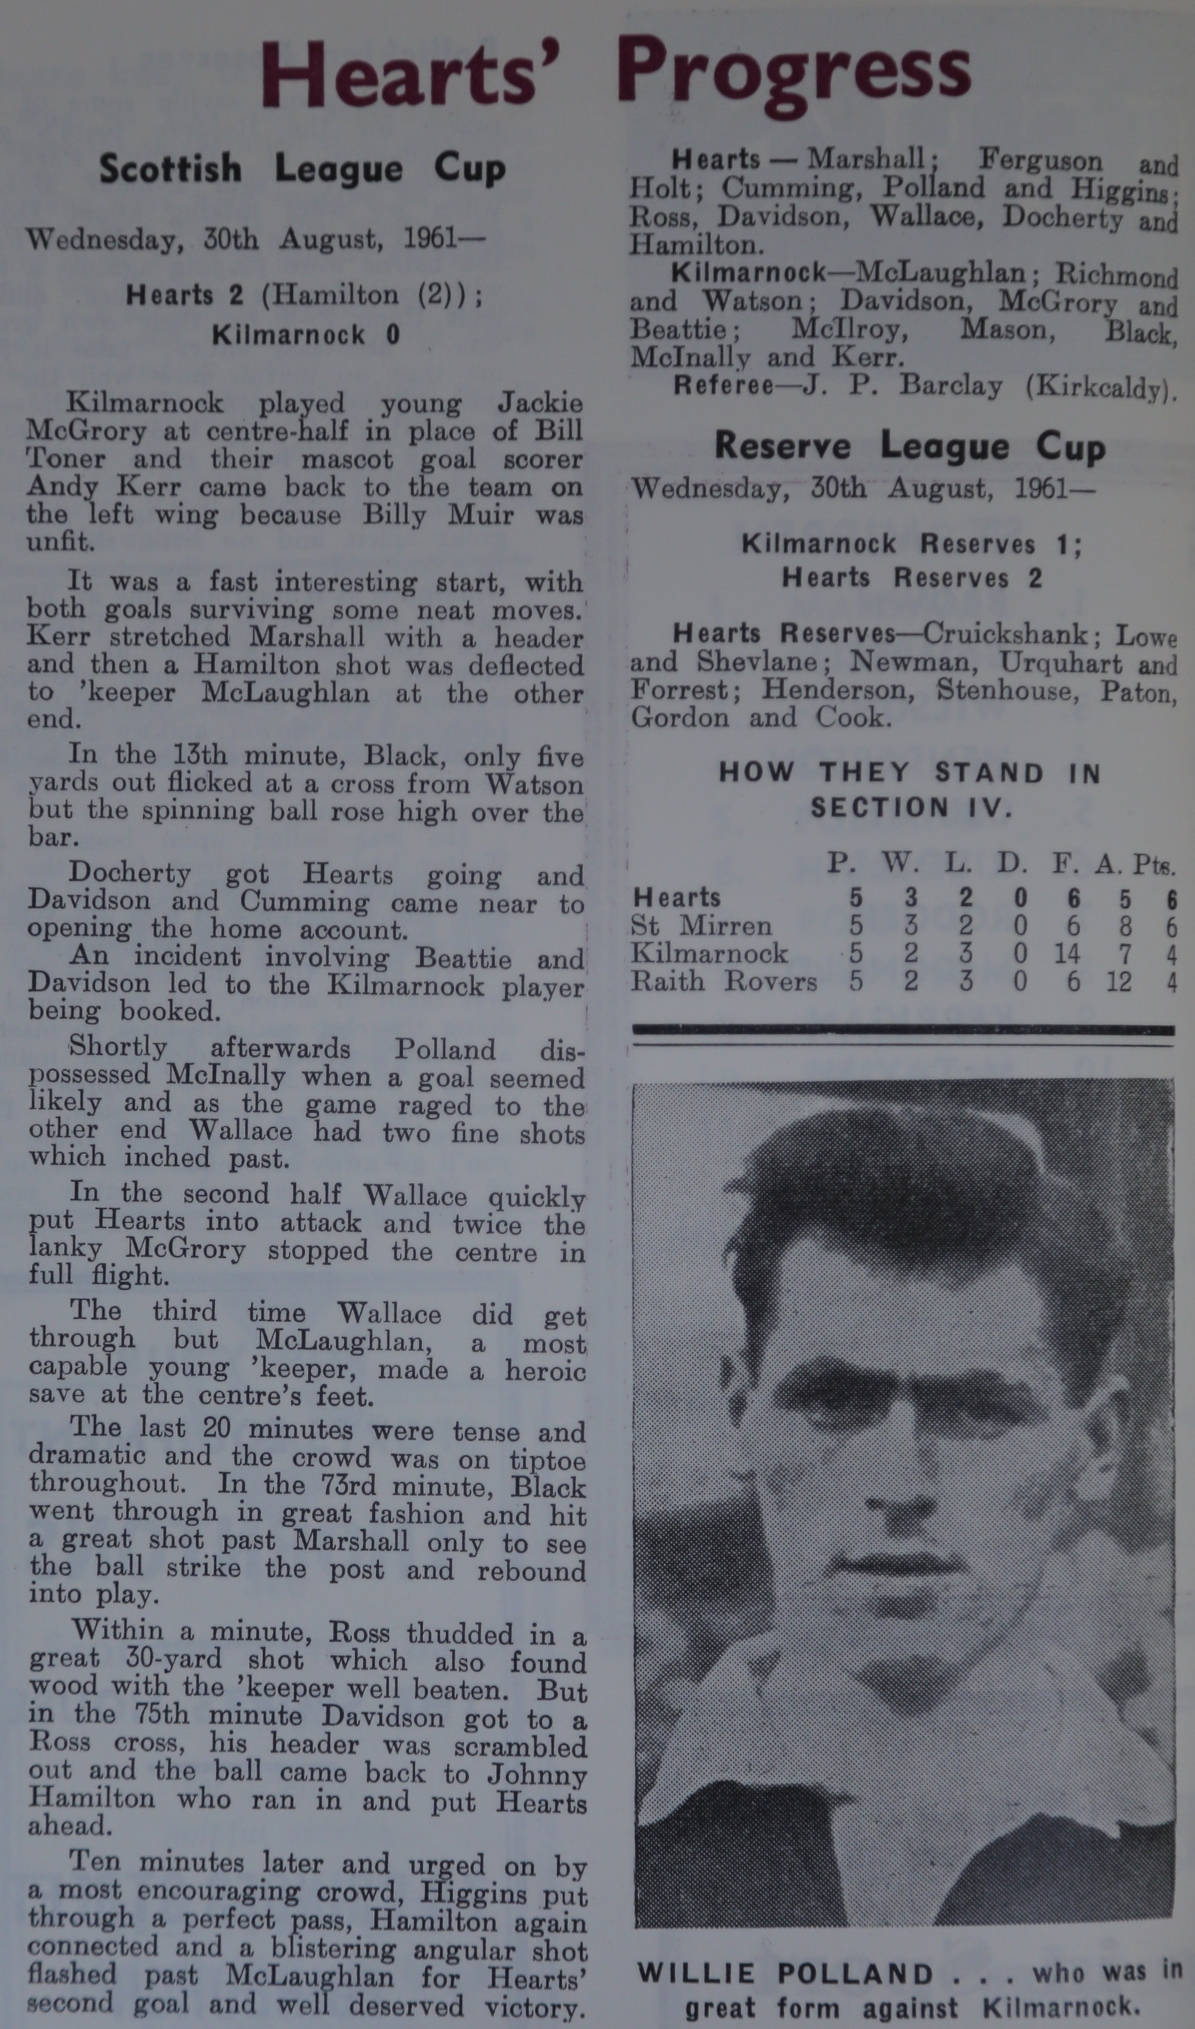 Hearts' Progress
Scottish League Cup
Wednesday, 30th August, 1961—
Hearts 2 (Hamilton (2));
Kilmarnock 0
Kilmarnock played young Jackie
McGrory at centre-half in place of Bill
Toner and their mascot goal scorer
Andy Kerr came back to the team on
the left wing because Billy Muir was
unfit.
It was a fast interesting start, with
both goals surviving some neat moves.
Kerr stretched Marshall with a header
and then a Hamilton shot was deflected
to 'keeper McLaughlan at the other
end.
In the 13th minute, Black, only five
yards out flicked at a cross from Watson
but the spinning ball rose high over the
bar.
Docherty got Hearts going and
Davidson and Cumming came near to
opening the home account.
An incident involving Beattie and
Davidson led to the Kilmarnock player
being booked.
Shortly afterwards Polland dis-
possessed McInally when a goal seemed
likely and as the game raged to the
other end Wallace had two fine shots
which inched past.
In the second half Wallace quickly
put Hearts into attack and twice the
lanky McGrory stopped the centre in
full flight.
The third time Wallace did get
through but McLaughlan, a most
capable young 'keeper, made a heroic
save at the centre's feet.
The last 20 minutes were tense and
dramatic and the crowd was on tiptoe
throughout. In the 73rd minute, Black
went through in great fashion and hit
a great shot past Marshall only to see
the ball strike the post and rebound
into play.
Within a minute, Ross thudded in a
great 30-yard shot which also found
wood with the 'keeper well beaten. But
in the 75th minute Davidson got to a
Ross cross, his header was scrambled
out and the ball came back to Johnny
Hamilton who ran in and put Hearts
ahead.
Ten minutes later and urged on by
a most encouraging crowd, Higgins put
through a perfect pass, Hamilton again
connected and a blistering angular shot
flashed past McLaughlan for Hearts'
second goal and well deserved victory.
Hearts — Marshall; Ferguson and
Holt; Cumming, Polland and Higgins;
Ross, Davidson, Wallace, Docherty and
Hamilton.
Kilmarnock—McLaughlan; Richmond
and Watson; Davidson, McGrory and
Beattie; McIlroy, Mason, Black,
McInally and Kerr.
Referee—J. P. Barclay (Kirkcaldy).
Reserve League Cup
Wednesday, 30th August, 1961—
Kilmarnock Reserves 1;
Hearts Reserves 2
Hearts Reserves—Cruickshank; Lowe
and Shevlane; Newman, Urquhart and
Forrest; Henderson, Stenhouse, Paton,
Gordon and Cook.
HOW THEY STAND IN
SECTION IV.
P. W. L. D. F. A. Pts.
Hearts 5 3 2 0 6 5 6
St Mirren 5 3 2 0 6 8 6
Kilmarnock 5 2 3 0 14 7 4
Raith Rovers 5 2 3 0 6 12 4
WILLIE POLLAND . . . who was in
great form against Kilmarnock.